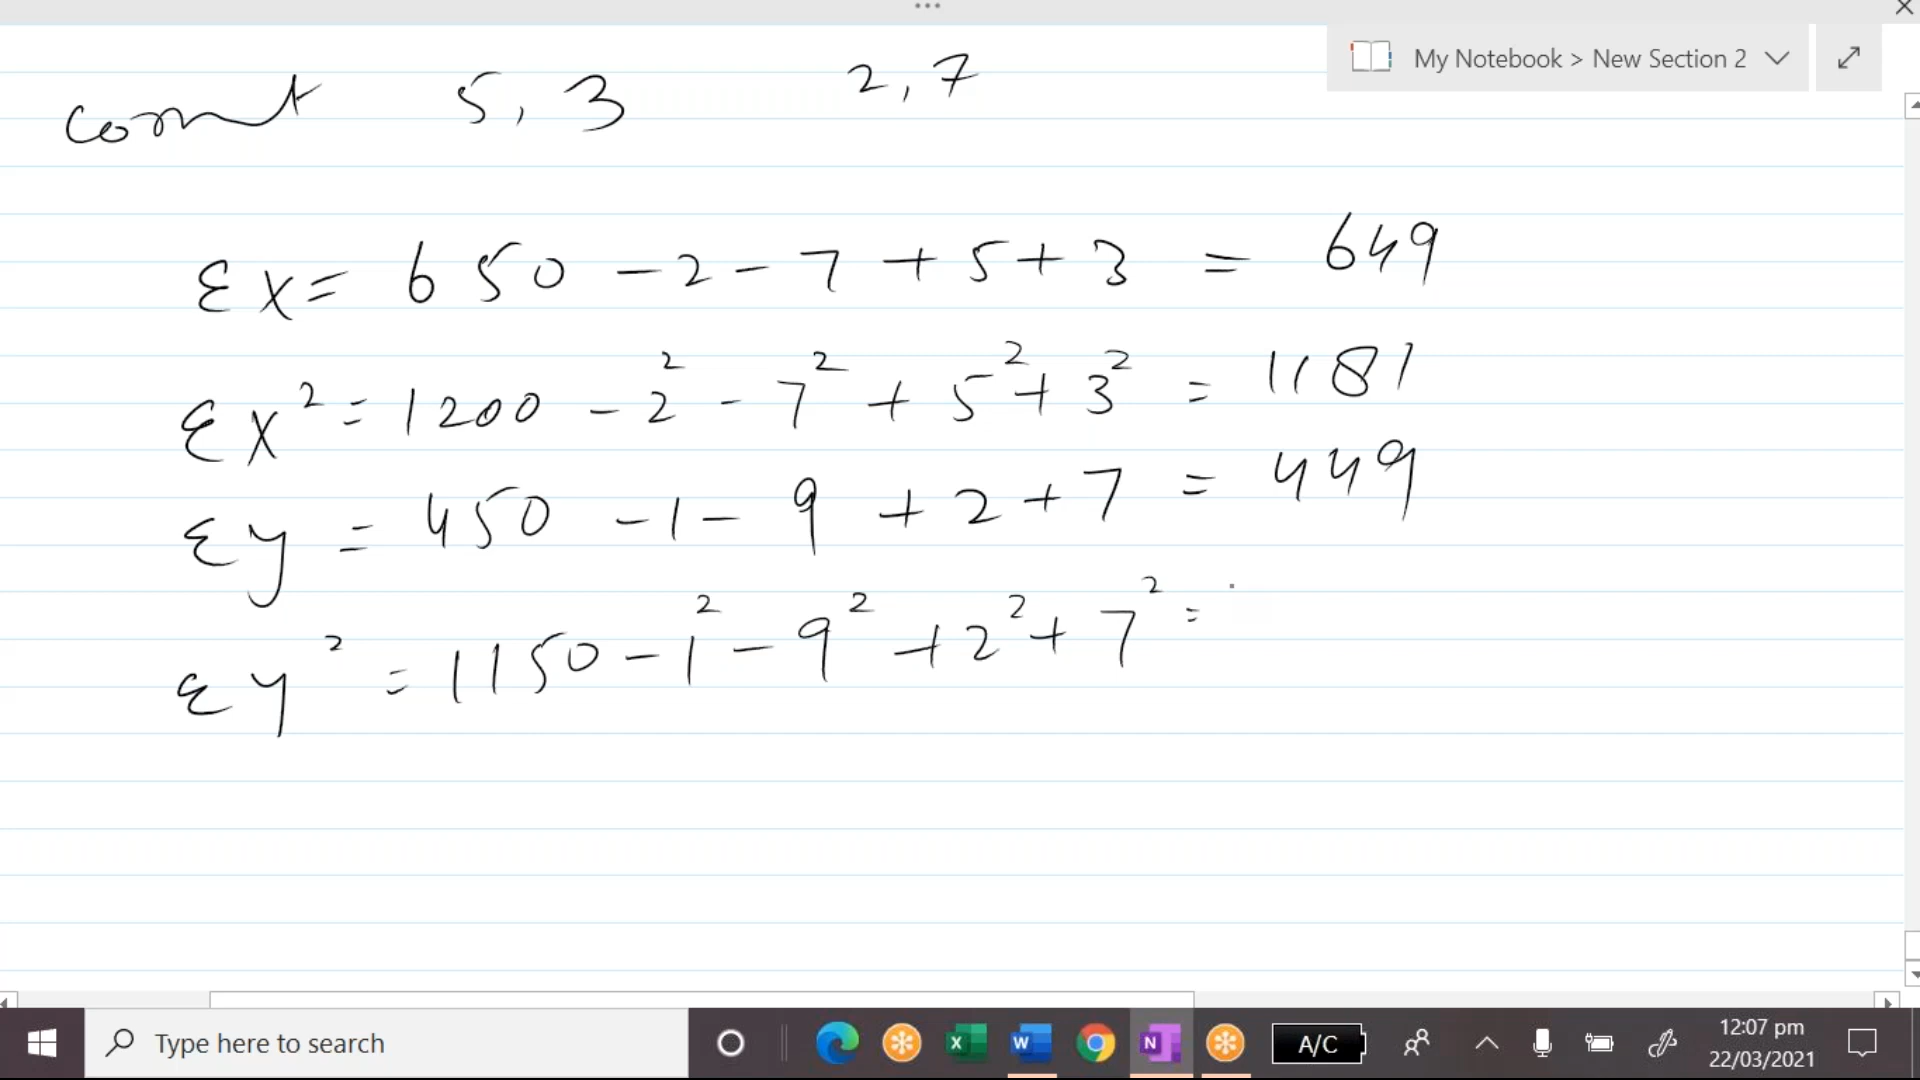 ...
My Notebook > New Section 2
Correct 5, 3 2, 7
Σx = 650 - 2 - 7 + 5 + 3 = 649
Σx² = 1200 - 2² - 7² + 5² + 3² = 1181
Σy = 450 - 1 - 9 + 2 + 7 = 449
Σy² = 1150 - 1² - 9² + 2² + 7² =
Type here to search
A/C
12:07 pm
22/03/2021